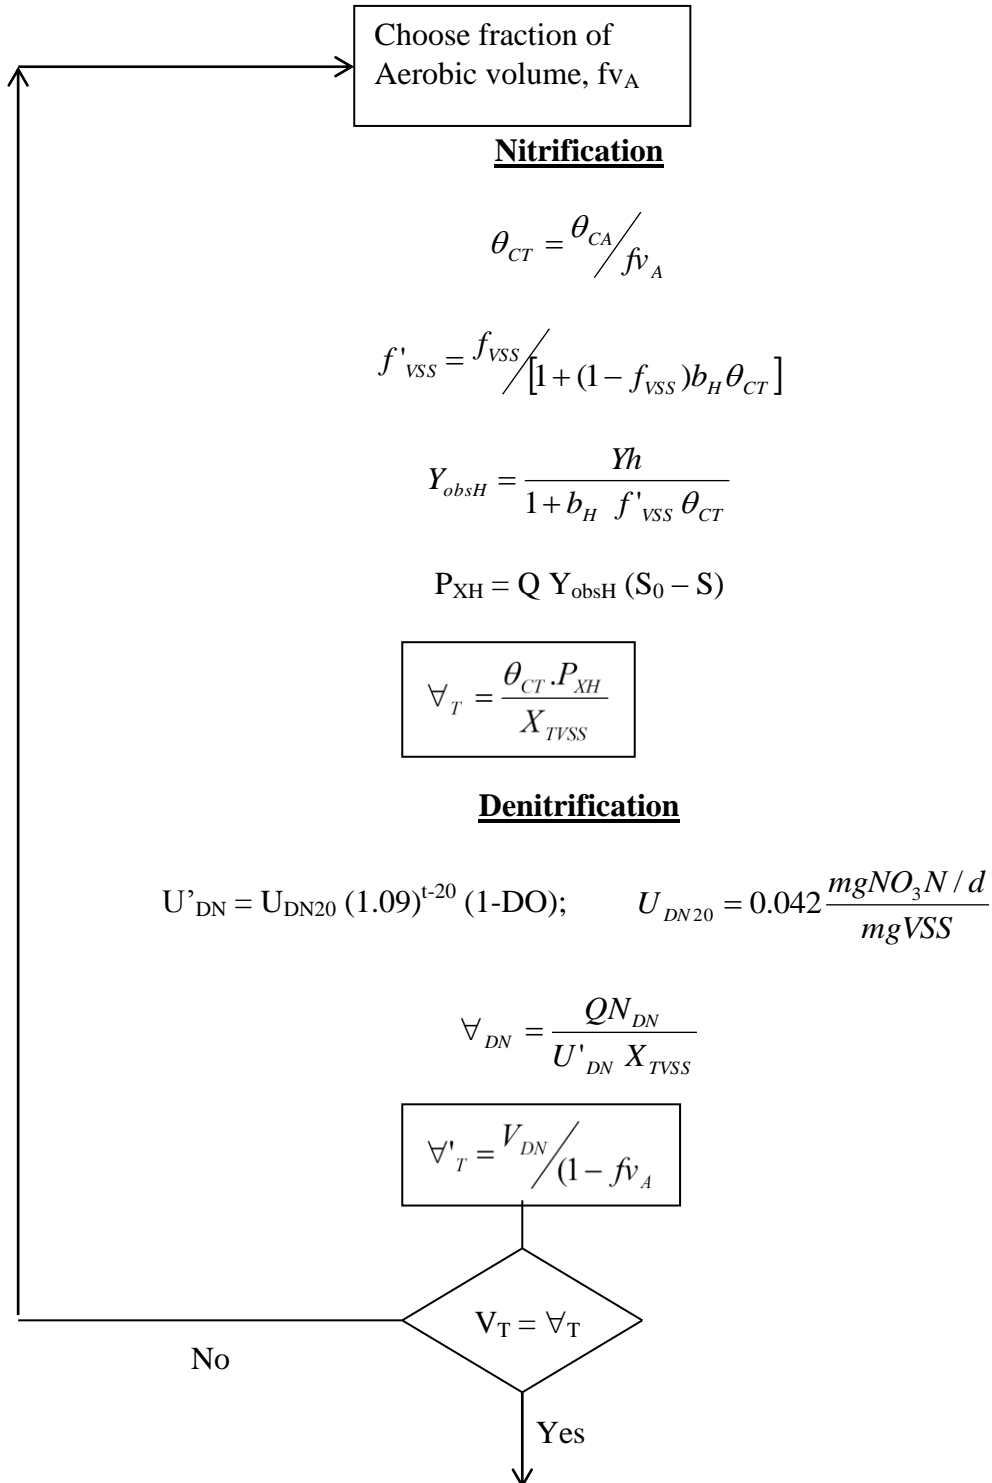 Choose fraction of
Aerobic volume, fv_A
Nitrification
θ_CT = θ_CA / fv_A
f'_VSS = f_VSS / [1 + (1 − f_VSS) b_H θ_CT]
Y_obsH = Yh / (1 + b_H f'_VSS θ_CT)
P_XH = Q Y_obsH (S_0 – S)
∀_T = θ_CT . P_XH / X_TVSS
Denitrification
U’_DN = U_DN20 (1.09)^t-20 (1-DO); U_DN20 = 0.042 mgNO_3N / d / mgVSS
∀_DN = QN_DN / U'_DN X_TVSS
∀'_T = V_DN / (1 − fv_A
V_T = ∀_T
No
Yes